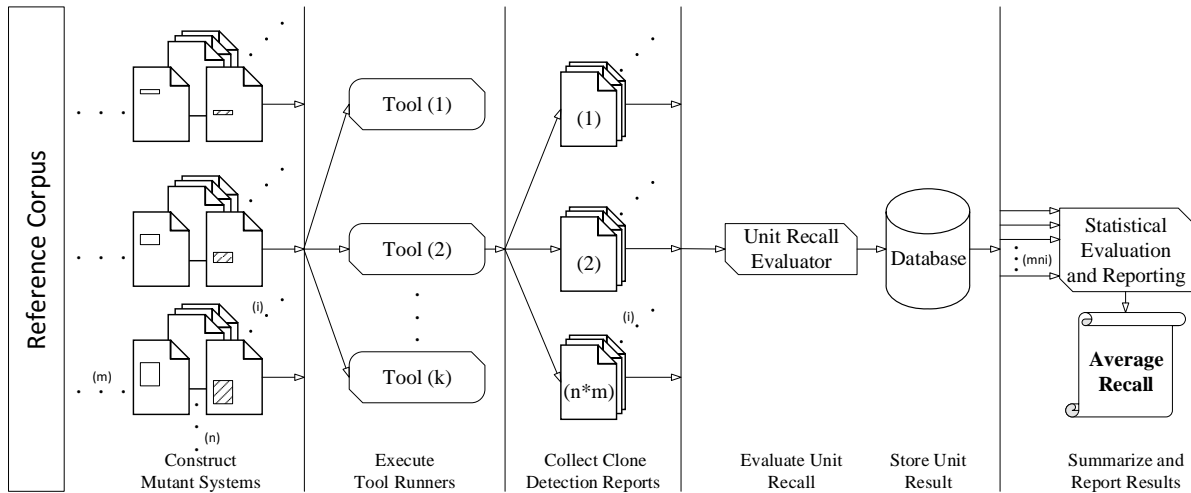 Reference Corpus
(m)
(i)
(n)
Construct
Mutant Systems
Tool (1)
Tool (2)
Tool (k)
Execute
Tool Runners
(1)
(2)
(i)
(n*m)
Collect Clone
Detection Reports
Unit Recall
Evaluator
Evaluate Unit
Recall
Database
Store Unit
Result
(mni)
Statistical
Evaluation
and Reporting
Average
Recall
Summarize and
Report Results